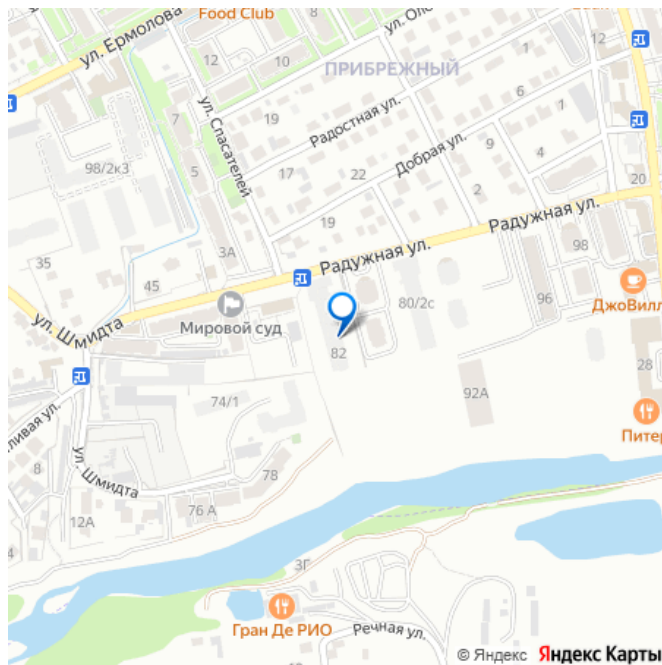 Food Club
8
ул. Ермолова
12
10
12
ПРИБРЕЖНЫЙ
7
19
ул. Спасателей
Радостная ул.
6
1
98/2к3
5
17
22
Добрая ул.
9
4
2
20
19
Радужная ул.
3А
98
35
45
Радужная ул.
ДжоВилл
80/2с
96
Мировой суд
ул. Шмидта
82
28
92А
74/1
Питер
ливая ул.
8
ул. Шмидта
78
76 А
12А
4
3Г
Гран Де РИО
Речная ул.
© Яндекс Яндекс Карты